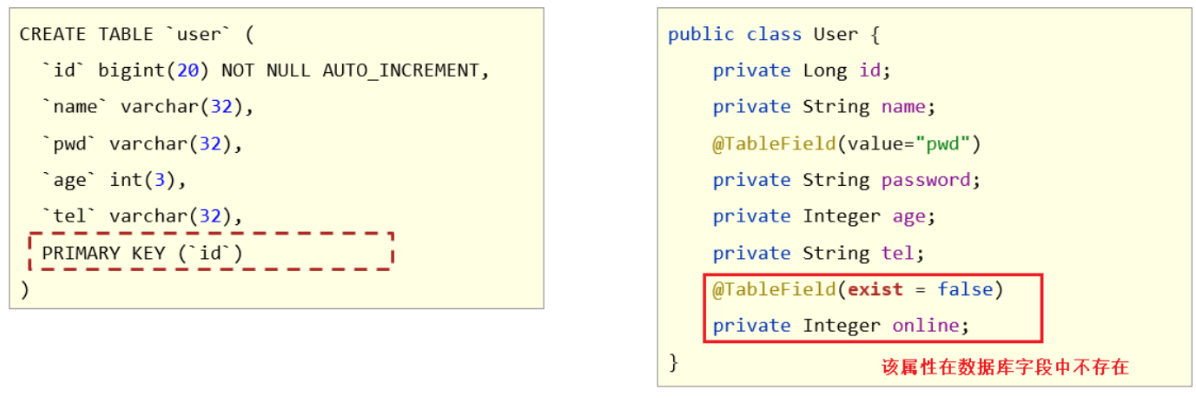 CREATE TABLE `user` (
`id` bigint(20) NOT NULL AUTO_INCREMENT,
`name` varchar(32),
`pwd` varchar(32),
`age` int(3),
`tel` varchar(32),
PRIMARY KEY (`id`)
)
public class User {
private Long id;
private String name;
@TableField(value="pwd")
private String password;
private Integer age;
private String tel;
@TableField(exist = false)
private Integer online;
}
该属性在数据库字段中不存在